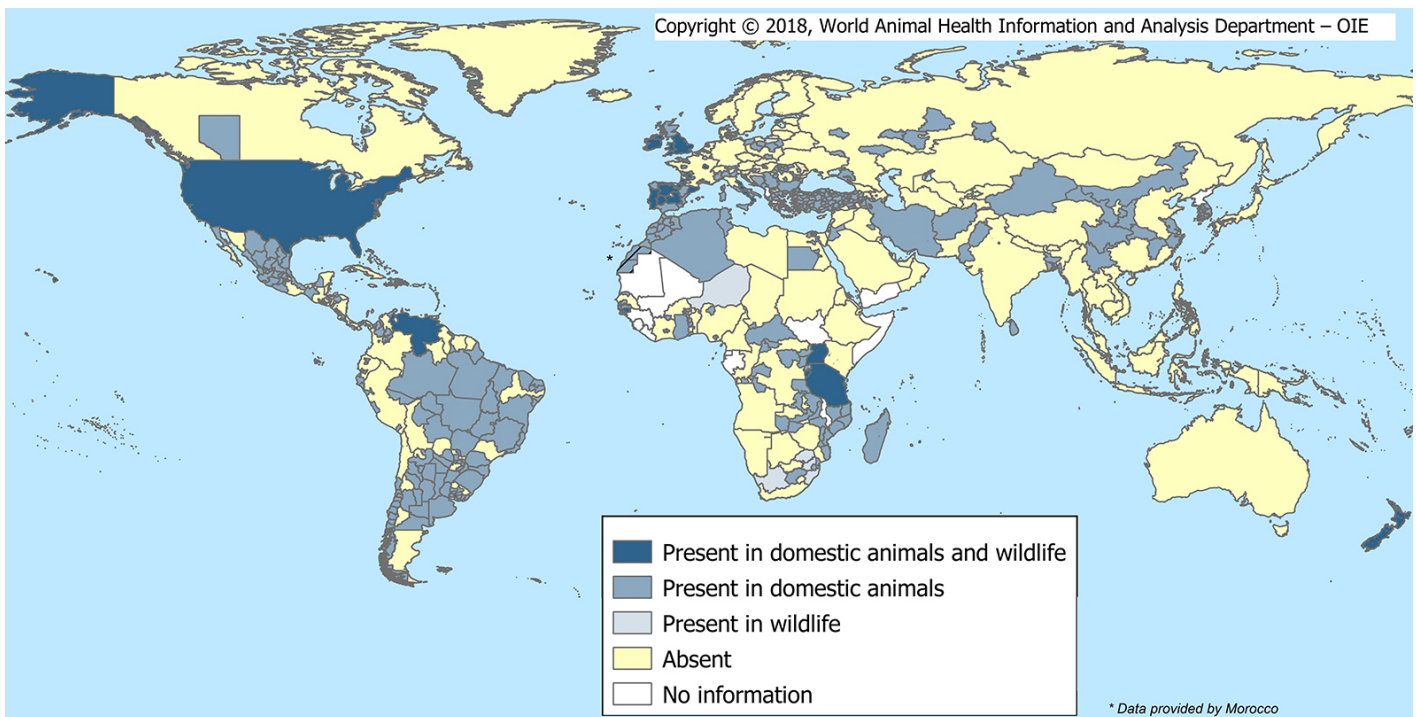 Copyright © 2018, World Animal Health Information and Analysis Department – OIE
*
Present in domestic animals and wildlife
Present in domestic animals
Present in wildlife
Absent
No information
* Data provided by Morocco